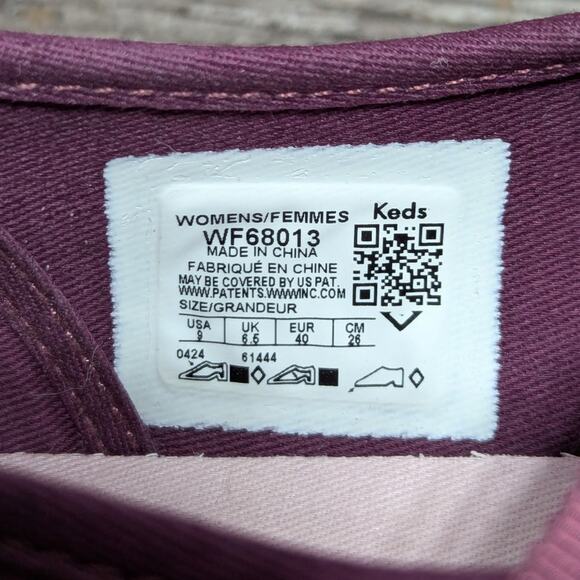 WOMENS/FEMMES Keds
WF68013
MADE IN CHINA
FABRIQUÉ EN CHINE
MAY BE COVERED BY US PAT.
WWW.PATENTS.WWWINC.COM
SIZE/GRANDEUR
USA UK EUR CM
9 6.5 40 26
0424 61444